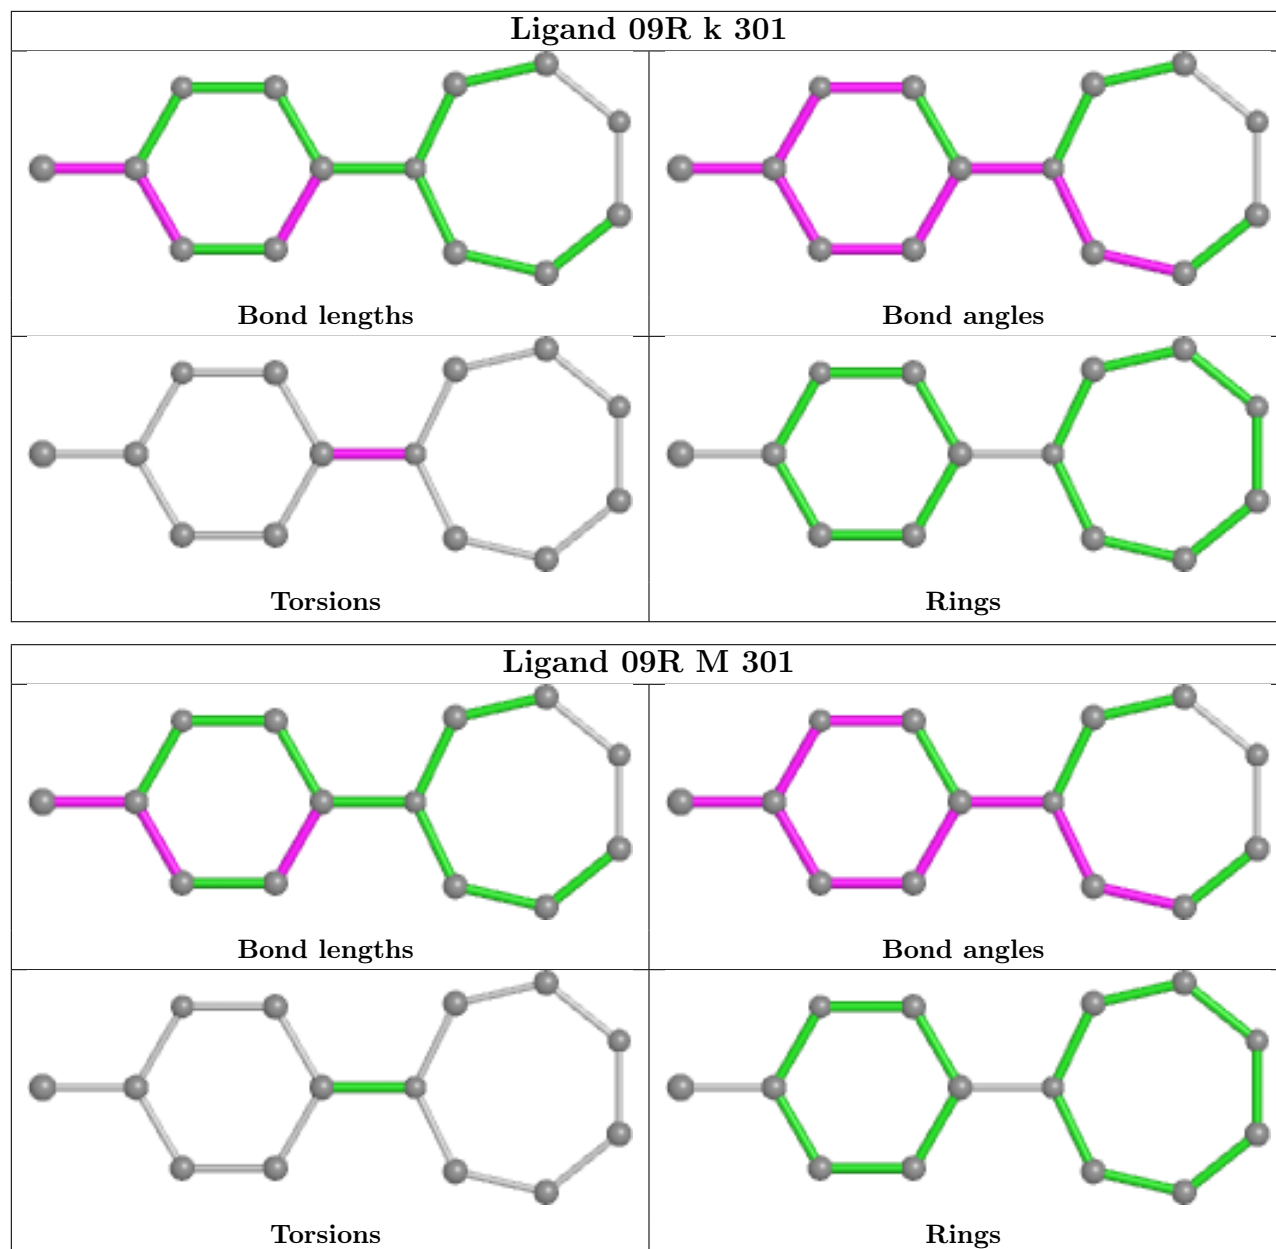 Ligand 09R k 301
Bond lengths
Bond angles
Torsions
Rings
Ligand 09R M 301
Bond lengths
Bond angles
Torsions
Rings